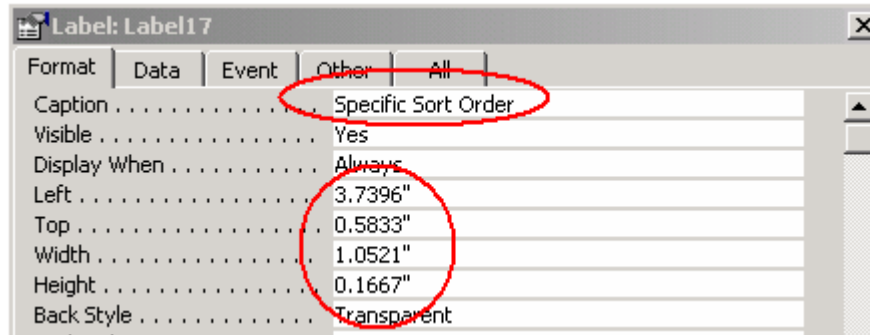 Label: Label17
Format Data Event Other All
Caption . . . . . . . . . . . . . . Specific Sort Order
Visible . . . . . . . . . . . . . . . . Yes
Display When . . . . . . . . . . . Always
Left . . . . . . . . . . . . . . . . . . 3.7396"
Top . . . . . . . . . . . . . . . . . . 0.5833"
Width . . . . . . . . . . . . . . . . 1.0521"
Height . . . . . . . . . . . . . . . . 0.1667"
Back Style . . . . . . . . . . . . . Transparent